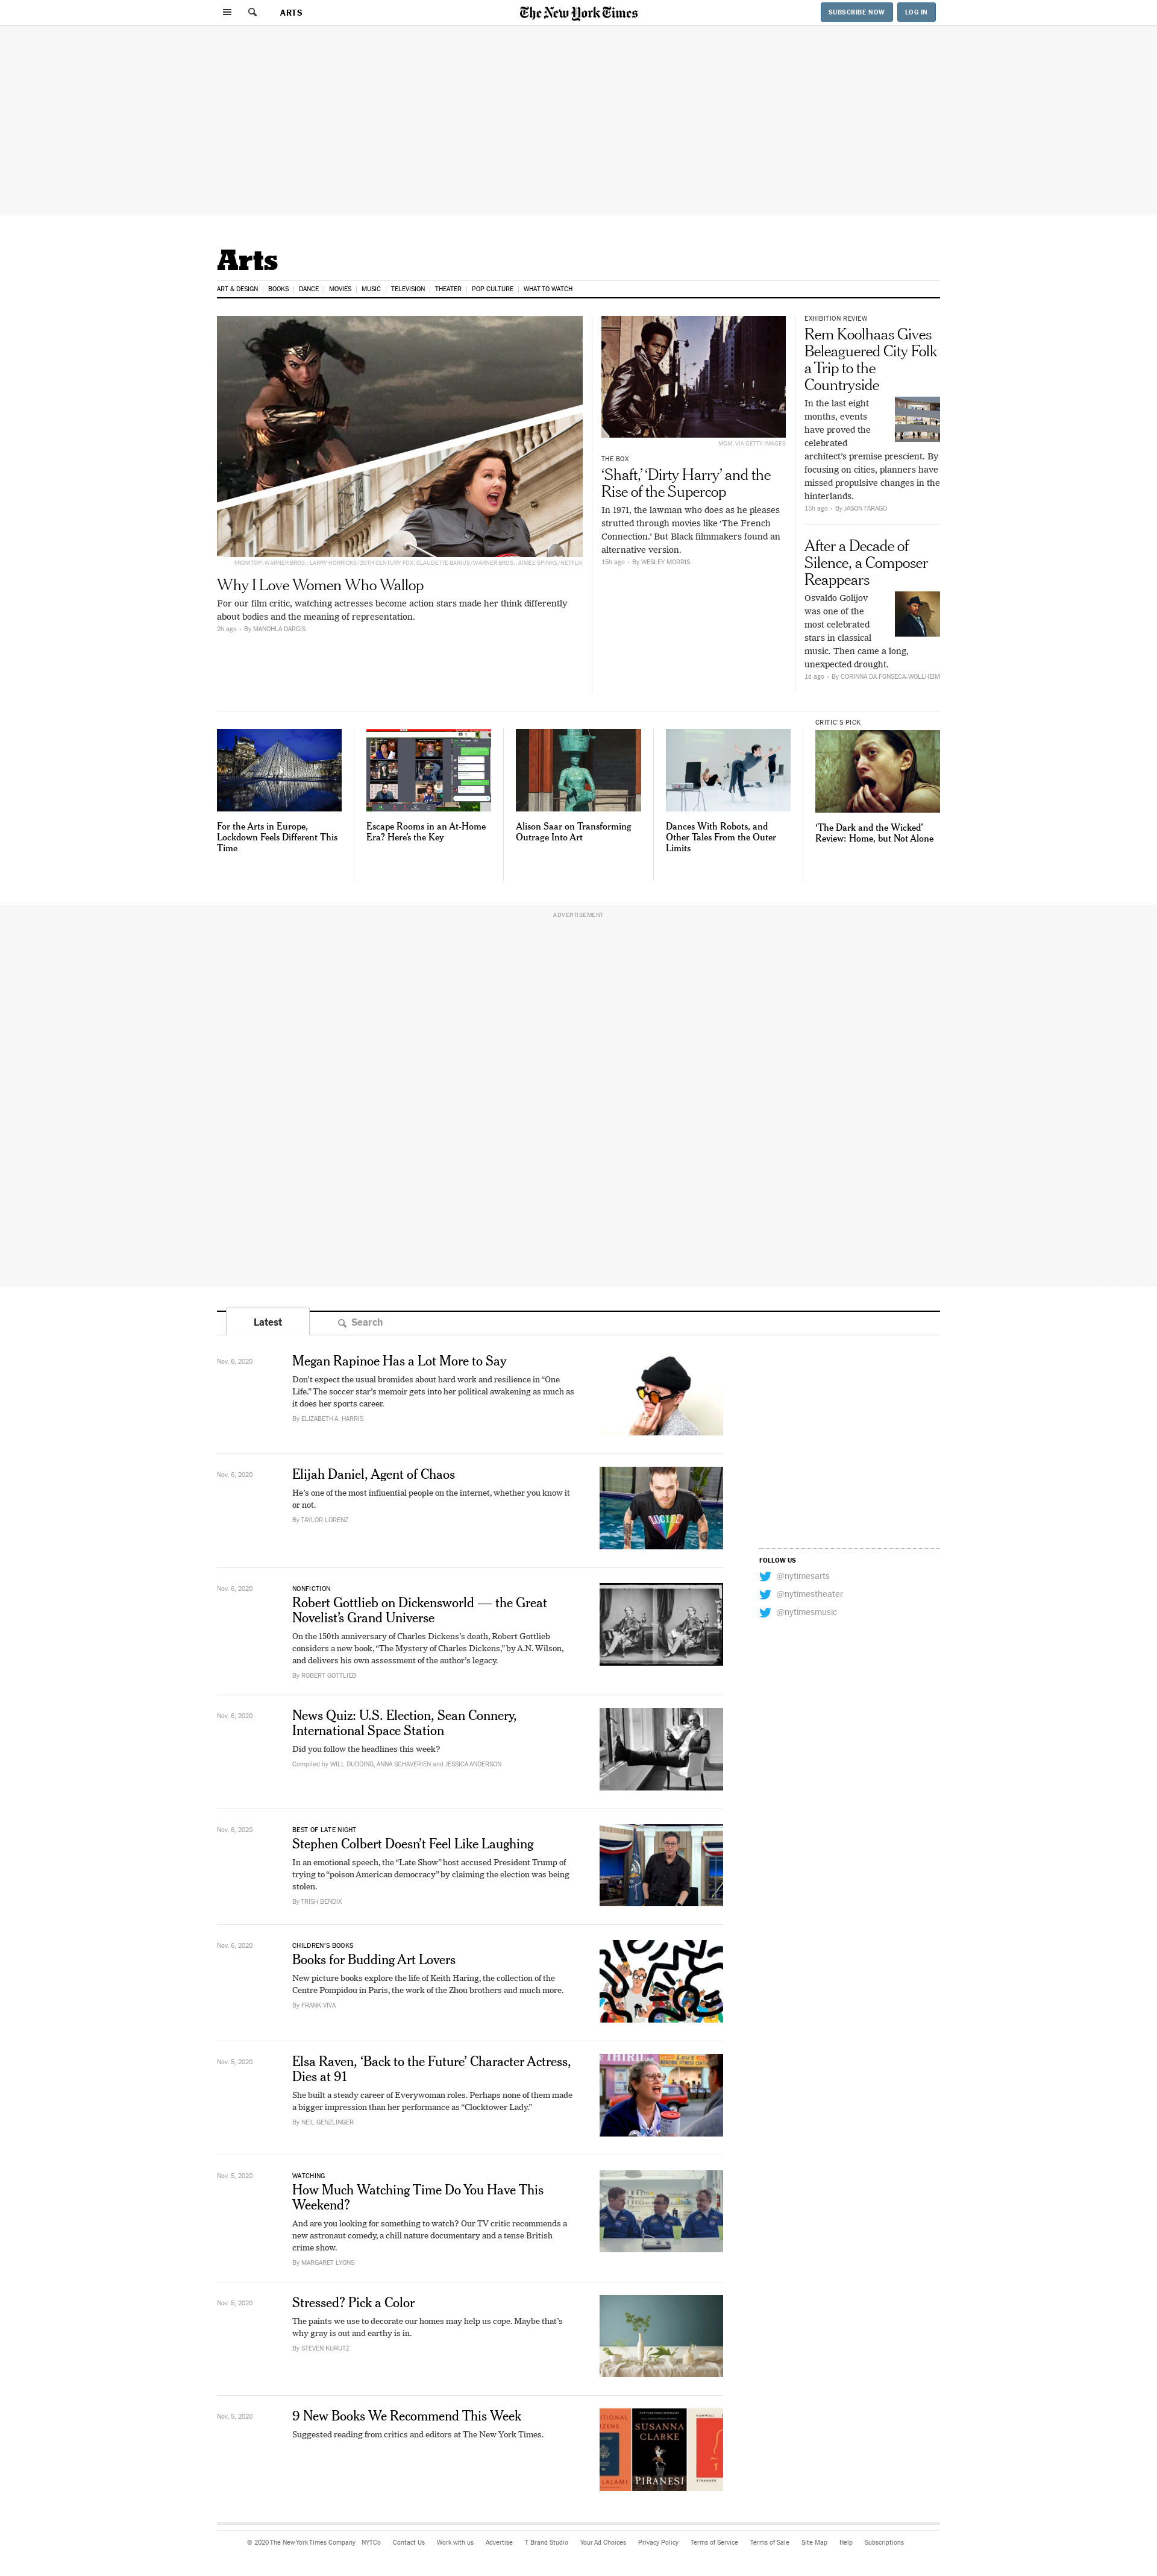 ARTS
The New York Times
SUBSCRIBE NOW
LOG IN
Arts
ART & DESIGN
BOOKS
DANCE
MOVIES
MUSIC
TELEVISION
THEATER
POP CULTURE
WHAT TO WATCH
FROM TOP: WARNER BROS.; LARRY HORRICKS/20TH CENTURY FOX; CLAUDETTE BARIUS/WARNER BROS.; AIMEE SPINKS/NETFLIX
Why I Love Women Who Wallop
For our film critic, watching actresses become action stars made her think differently
about bodies and the meaning of representation.
2h ago • By MANOHLA DARGIS
MGM, VIA GETTY IMAGES
THE BOX
‘Shaft,’ ‘Dirty Harry’ and the
Rise of the Supercop
In 1971, the lawman who does as he pleases
strutted through movies like ‘The French
Connection.’ But Black filmmakers found an
alternative version.
15h ago • By WESLEY MORRIS
EXHIBITION REVIEW
Rem Koolhaas Gives
Beleaguered City Folk
a Trip to the
Countryside
In the last eight
months, events
have proved the
celebrated
architect’s premise prescient. By
focusing on cities, planners have
missed propulsive changes in the
hinterlands.
15h ago • By JASON FARAGO
After a Decade of
Silence, a Composer
Reappears
Osvaldo Golijov
was one of the
most celebrated
stars in classical
music. Then came a long,
unexpected drought.
1d ago • By CORINNA DA FONSECA-WOLLHEIM
For the Arts in Europe,
Lockdown Feels Different This
Time
Escape Rooms in an At-Home
Era? Here’s the Key
Alison Saar on Transforming
Outrage Into Art
Dances With Robots, and
Other Tales From the Outer
Limits
CRITIC’S PICK
‘The Dark and the Wicked’
Review: Home, but Not Alone
ADVERTISEMENT
Latest
Search
Nov. 6, 2020
Megan Rapinoe Has a Lot More to Say
Don’t expect the usual bromides about hard work and resilience in “One
Life.” The soccer star’s memoir gets into her political awakening as much as
it does her sports career.
By ELIZABETH A. HARRIS
Nov. 6, 2020
Elijah Daniel, Agent of Chaos
He’s one of the most influential people on the internet, whether you know it
or not.
By TAYLOR LORENZ
FOLLOW US
@nytimesarts
@nytimestheater
@nytimesmusic
Nov. 6, 2020
NONFICTION
Robert Gottlieb on Dickensworld — the Great
Novelist’s Grand Universe
On the 150th anniversary of Charles Dickens’s death, Robert Gottlieb
considers a new book, “The Mystery of Charles Dickens,” by A.N. Wilson,
and delivers his own assessment of the author’s legacy.
By ROBERT GOTTLIEB
Nov. 6, 2020
News Quiz: U.S. Election, Sean Connery,
International Space Station
Did you follow the headlines this week?
Compiled by WILL DUDDING, ANNA SCHAVERIEN and JESSICA ANDERSON
Nov. 6, 2020
BEST OF LATE NIGHT
Stephen Colbert Doesn’t Feel Like Laughing
In an emotional speech, the “Late Show” host accused President Trump of
trying to “poison American democracy” by claiming the election was being
stolen.
By TRISH BENDIX
Nov. 6, 2020
CHILDREN’S BOOKS
Books for Budding Art Lovers
New picture books explore the life of Keith Haring, the collection of the
Centre Pompidou in Paris, the work of the Zhou brothers and much more.
By FRANK VIVA
Nov. 5, 2020
Elsa Raven, ‘Back to the Future’ Character Actress,
Dies at 91
She built a steady career of Everywoman roles. Perhaps none of them made
a bigger impression than her performance as “Clocktower Lady.”
By NEIL GENZLINGER
Nov. 5, 2020
WATCHING
How Much Watching Time Do You Have This
Weekend?
And are you looking for something to watch? Our TV critic recommends a
new astronaut comedy, a chill nature documentary and a tense British
crime show.
By MARGARET LYONS
Nov. 5, 2020
Stressed? Pick a Color
The paints we use to decorate our homes may help us cope. Maybe that’s
why gray is out and earthy is in.
By STEVEN KURUTZ
Nov. 5, 2020
9 New Books We Recommend This Week
Suggested reading from critics and editors at The New York Times.
SUSANNA
CLARKE
PIRANESI
LALAMI
© 2020 The New York Times Company
NYTCo
Contact Us
Work with us
Advertise
T Brand Studio
Your Ad Choices
Privacy Policy
Terms of Service
Terms of Sale
Site Map
Help
Subscriptions